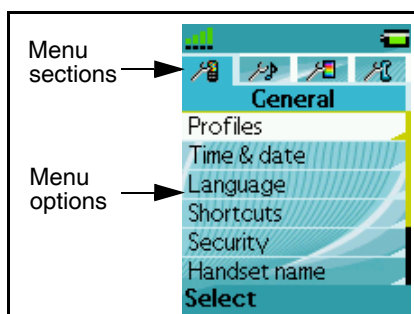 Menu
sections
General
Profiles
Time & date
Menu
options
Language
Shortcuts
Security
Handset name
Select